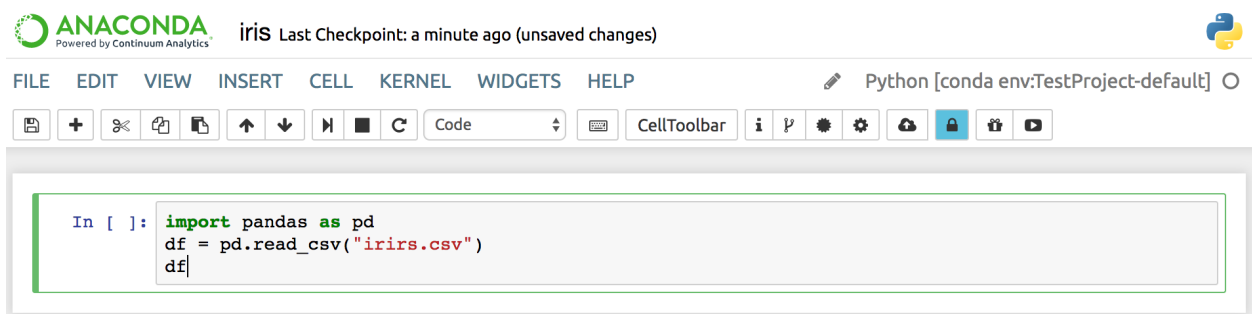 ANACONDA
Powered by Continuum Analytics
iris Last Checkpoint: a minute ago (unsaved changes)
FILE EDIT VIEW INSERT CELL KERNEL WIDGETS HELP Python [conda env:TestProject-default]
Code CellToolbar
In [ ]: import pandas as pd
df = pd.read_csv("irirs.csv")
df